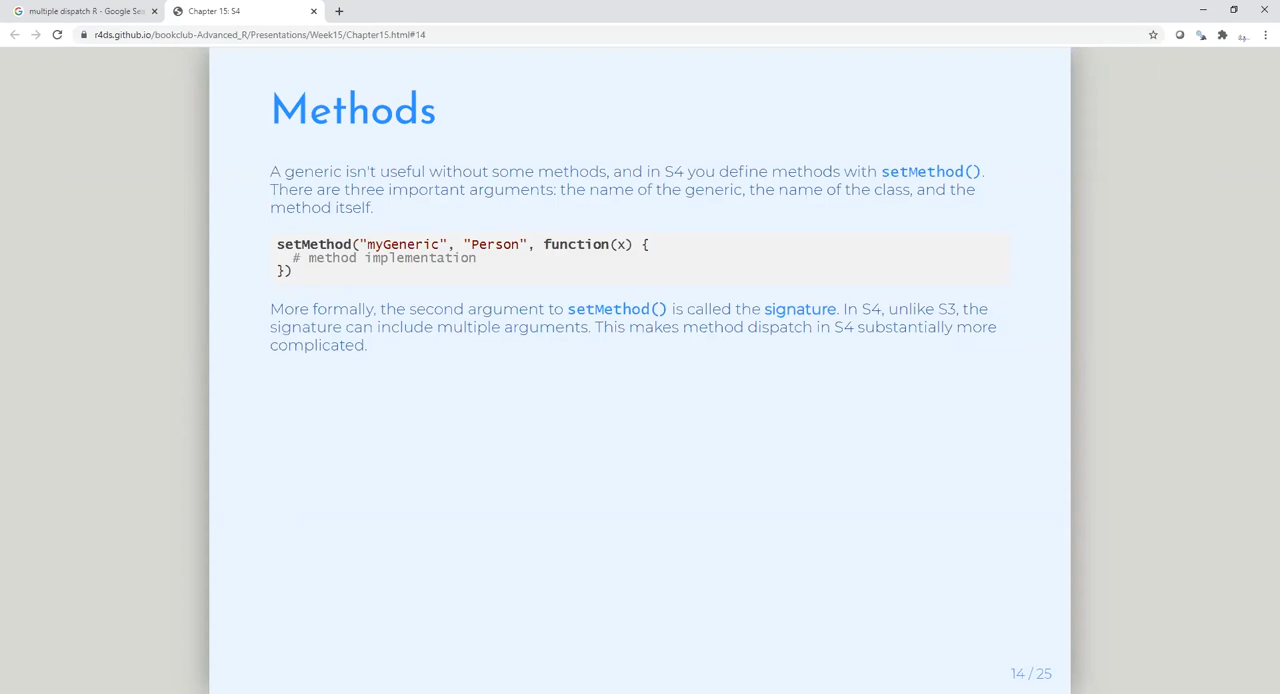 multiple dispatch R - Google Sea
Chapter 15: S4
r4ds.github.io/bookclub-Advanced_R/Presentations/Week15/Chapter15.html#14
Methods
A generic isn't useful without some methods, and in S4 you define methods with setMethod().
There are three important arguments: the name of the generic, the name of the class, and the
method itself.
setMethod("myGeneric", "Person", function(x) {
# method implementation
})
More formally, the second argument to setMethod() is called the signature. In S4, unlike S3, the
signature can include multiple arguments. This makes method dispatch in S4 substantially more
complicated.
14 / 25